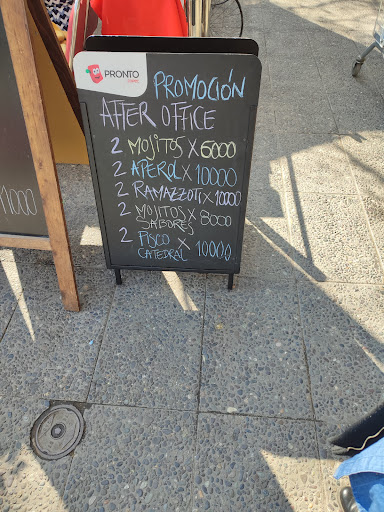 PRONTO
PROMOCIÓN
AFTER OFFICE
2 MOJITOS X 6000
2 APEROL X 10000
2 RAMAZZOTI X 10000
2 MOJITOS X 8000
SABORES
2 PISCO X 10000
CATEDRAL
1000